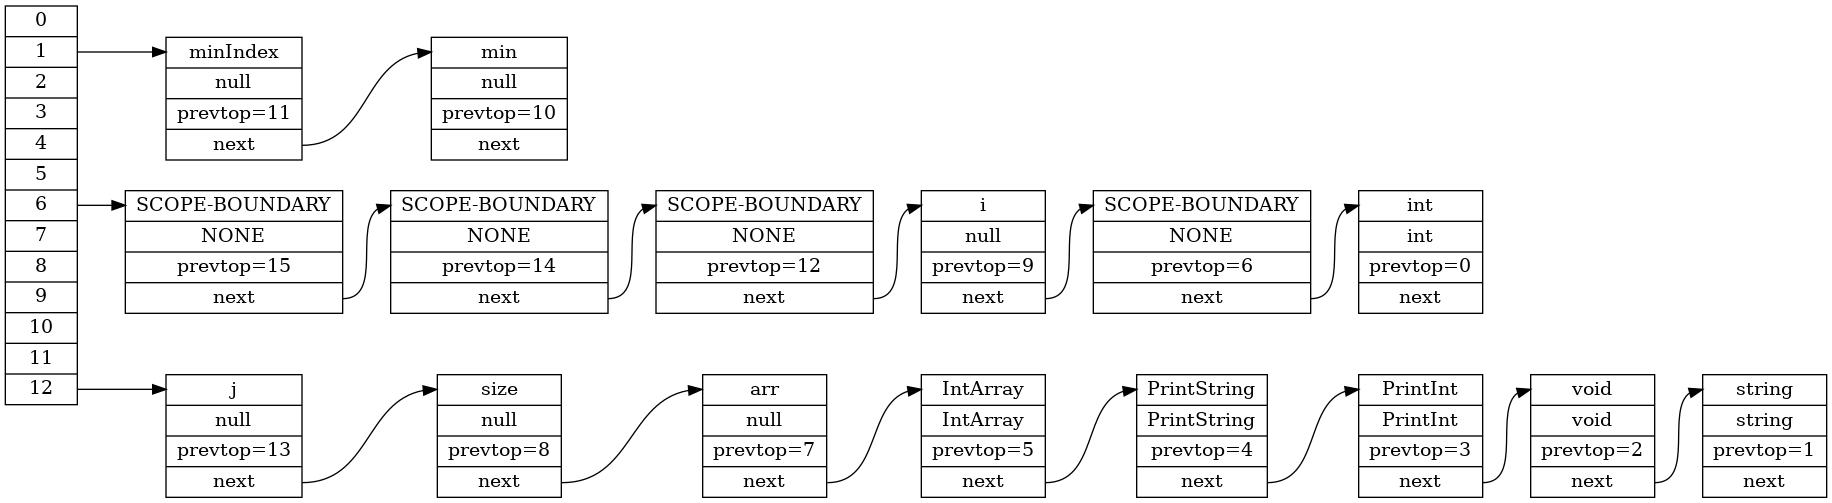 0
1
2
3
4
5
6
7
8
9
10
11
12
minIndex
null
prevtop=11
next
min
null
prevtop=10
next
SCOPE-BOUNDARY
NONE
prevtop=15
next
SCOPE-BOUNDARY
NONE
prevtop=14
next
SCOPE-BOUNDARY
NONE
prevtop=12
next
i
null
prevtop=9
next
SCOPE-BOUNDARY
NONE
prevtop=6
next
int
int
prevtop=0
next
j
null
prevtop=13
next
size
null
prevtop=8
next
arr
null
prevtop=7
next
IntArray
IntArray
prevtop=5
next
PrintString
PrintString
prevtop=4
next
PrintInt
PrintInt
prevtop=3
next
void
void
prevtop=2
next
string
string
prevtop=1
next